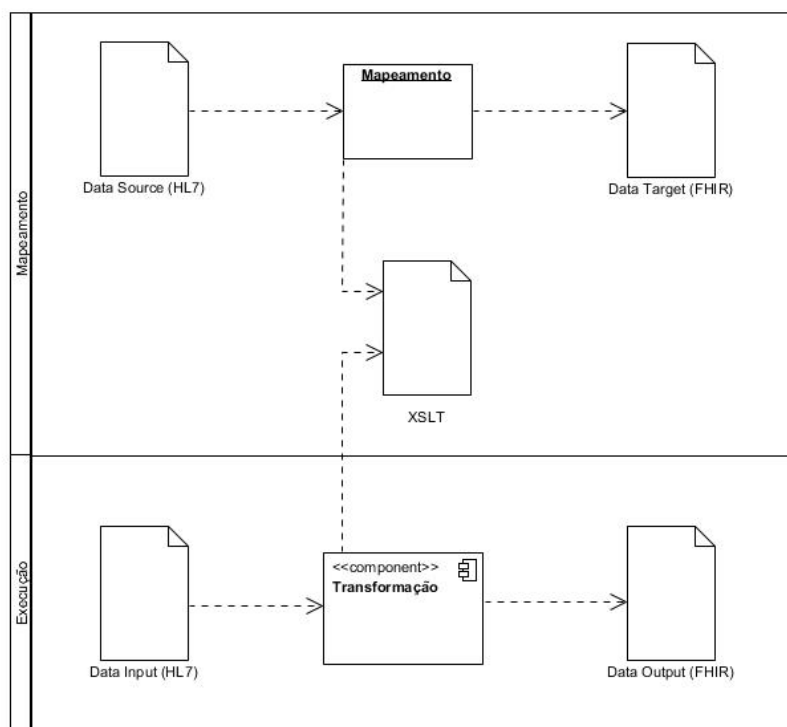 Mapeamento
Mapeamento
Data Source (HL7)
Data Target (FHIR)
XSLT
Execução
<<component>>
Transformação
Data Input (HL7)
Data Output (FHIR)